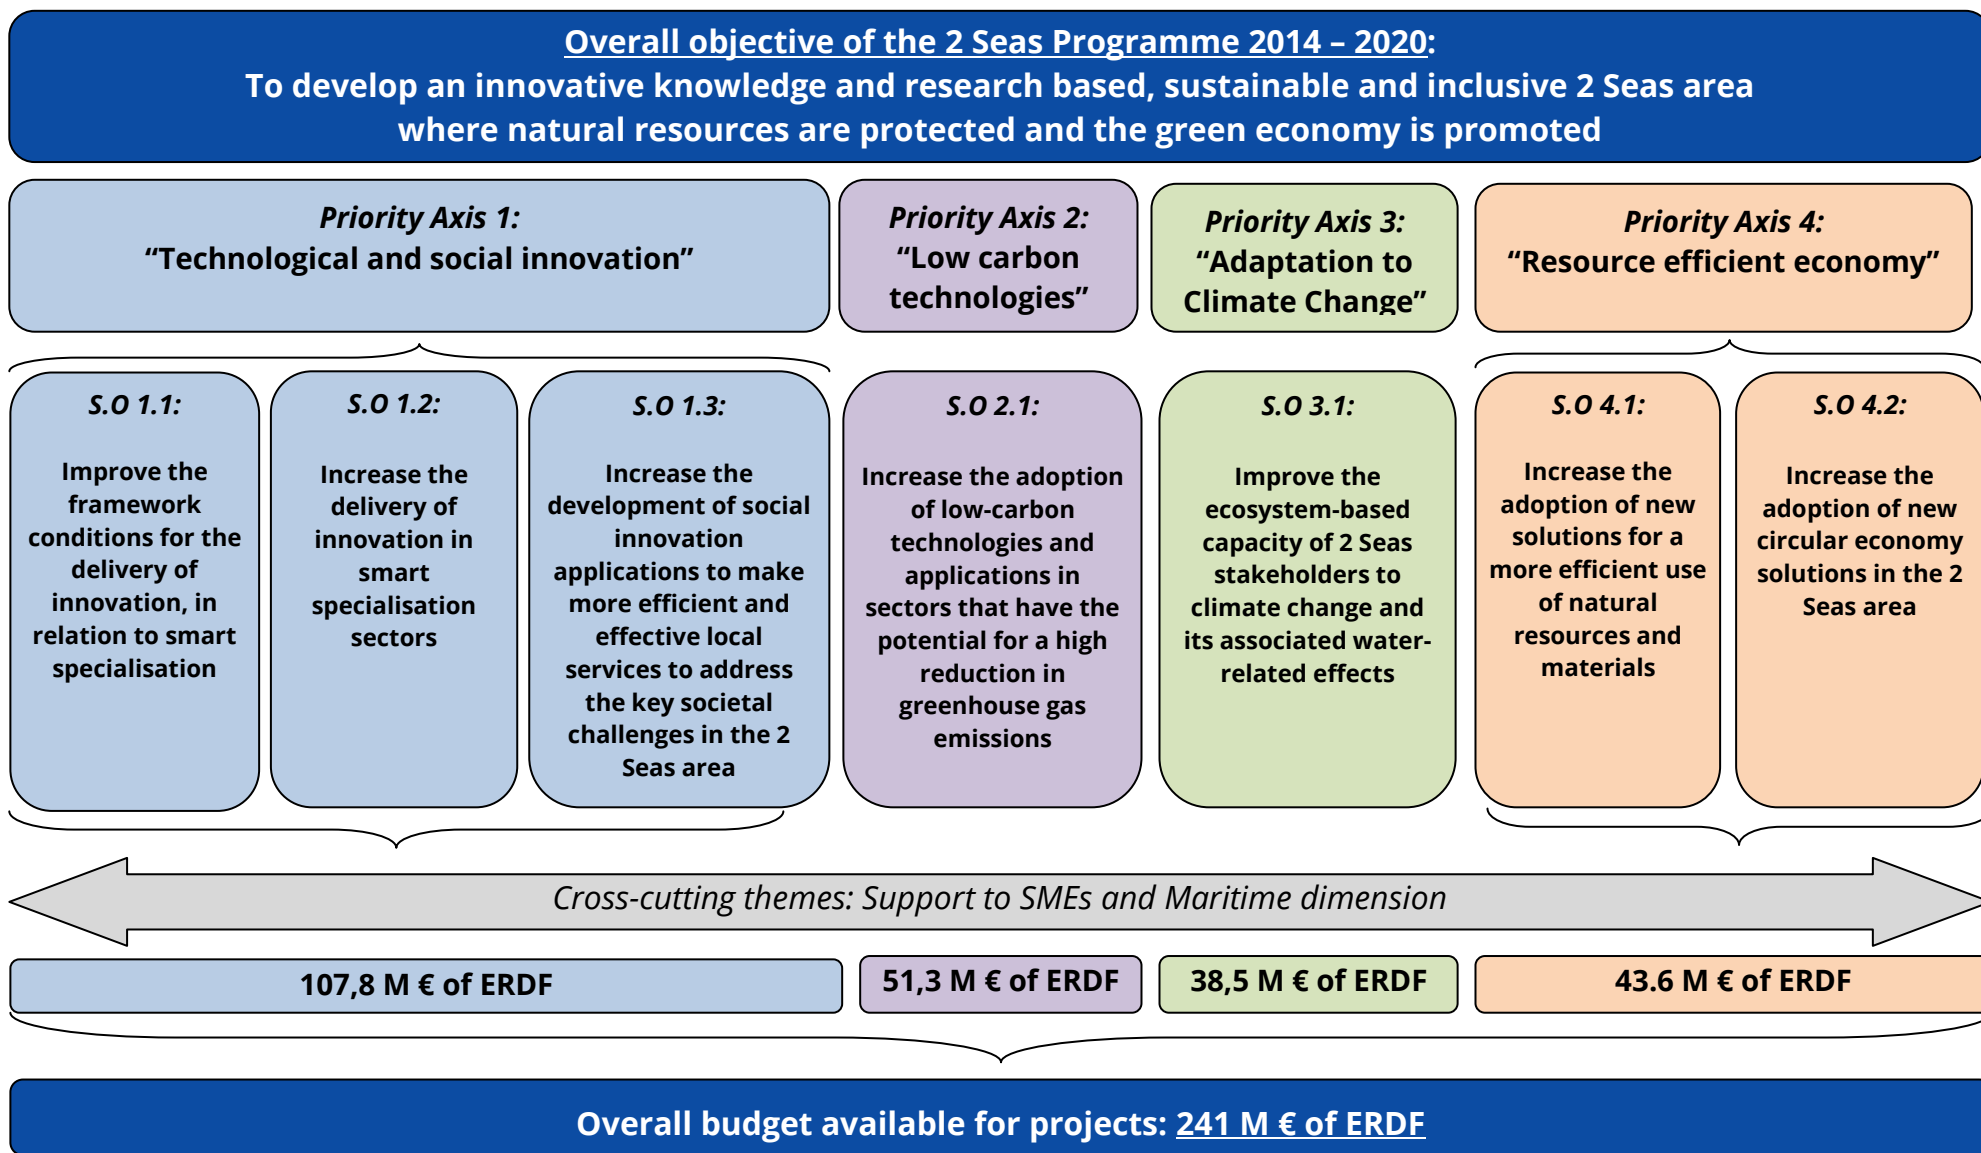 Overall objective of the 2 Seas Programme 2014 – 2020:
To develop an innovative knowledge and research based, sustainable and inclusive 2 Seas area
where natural resources are protected and the green economy is promoted
Priority Axis 1:
“Technological and social innovation”
Priority Axis 2:
“Low carbon
technologies”
Priority Axis 3:
“Adaptation to
Climate Change”
Priority Axis 4:
“Resource efficient economy”
S.O 1.1:
Improve the
framework
conditions for the
delivery of
innovation, in
relation to smart
specialisation
S.O 1.2:
Increase the
delivery of
innovation in
smart
specialisation
sectors
S.O 1.3:
Increase the
development of social
innovation
applications to make
more efficient and
effective local
services to address
the key societal
challenges in the 2
Seas area
S.O 2.1:
Increase the adoption
of low-carbon
technologies and
applications in
sectors that have the
potential for a high
reduction in
greenhouse gas
emissions
S.O 3.1:
Improve the
ecosystem-based
capacity of 2 Seas
stakeholders to
climate change and
its associated water-
related effects
S.O 4.1:
Increase the
adoption of new
solutions for a
more efficient use
of natural
resources and
materials
S.O 4.2:
Increase the
adoption of new
circular economy
solutions in the 2
Seas area
Cross-cutting themes: Support to SMEs and Maritime dimension
107,8 M € of ERDF
51,3 M € of ERDF
38,5 M € of ERDF
43.6 M € of ERDF
Overall budget available for projects: 241 M € of ERDF